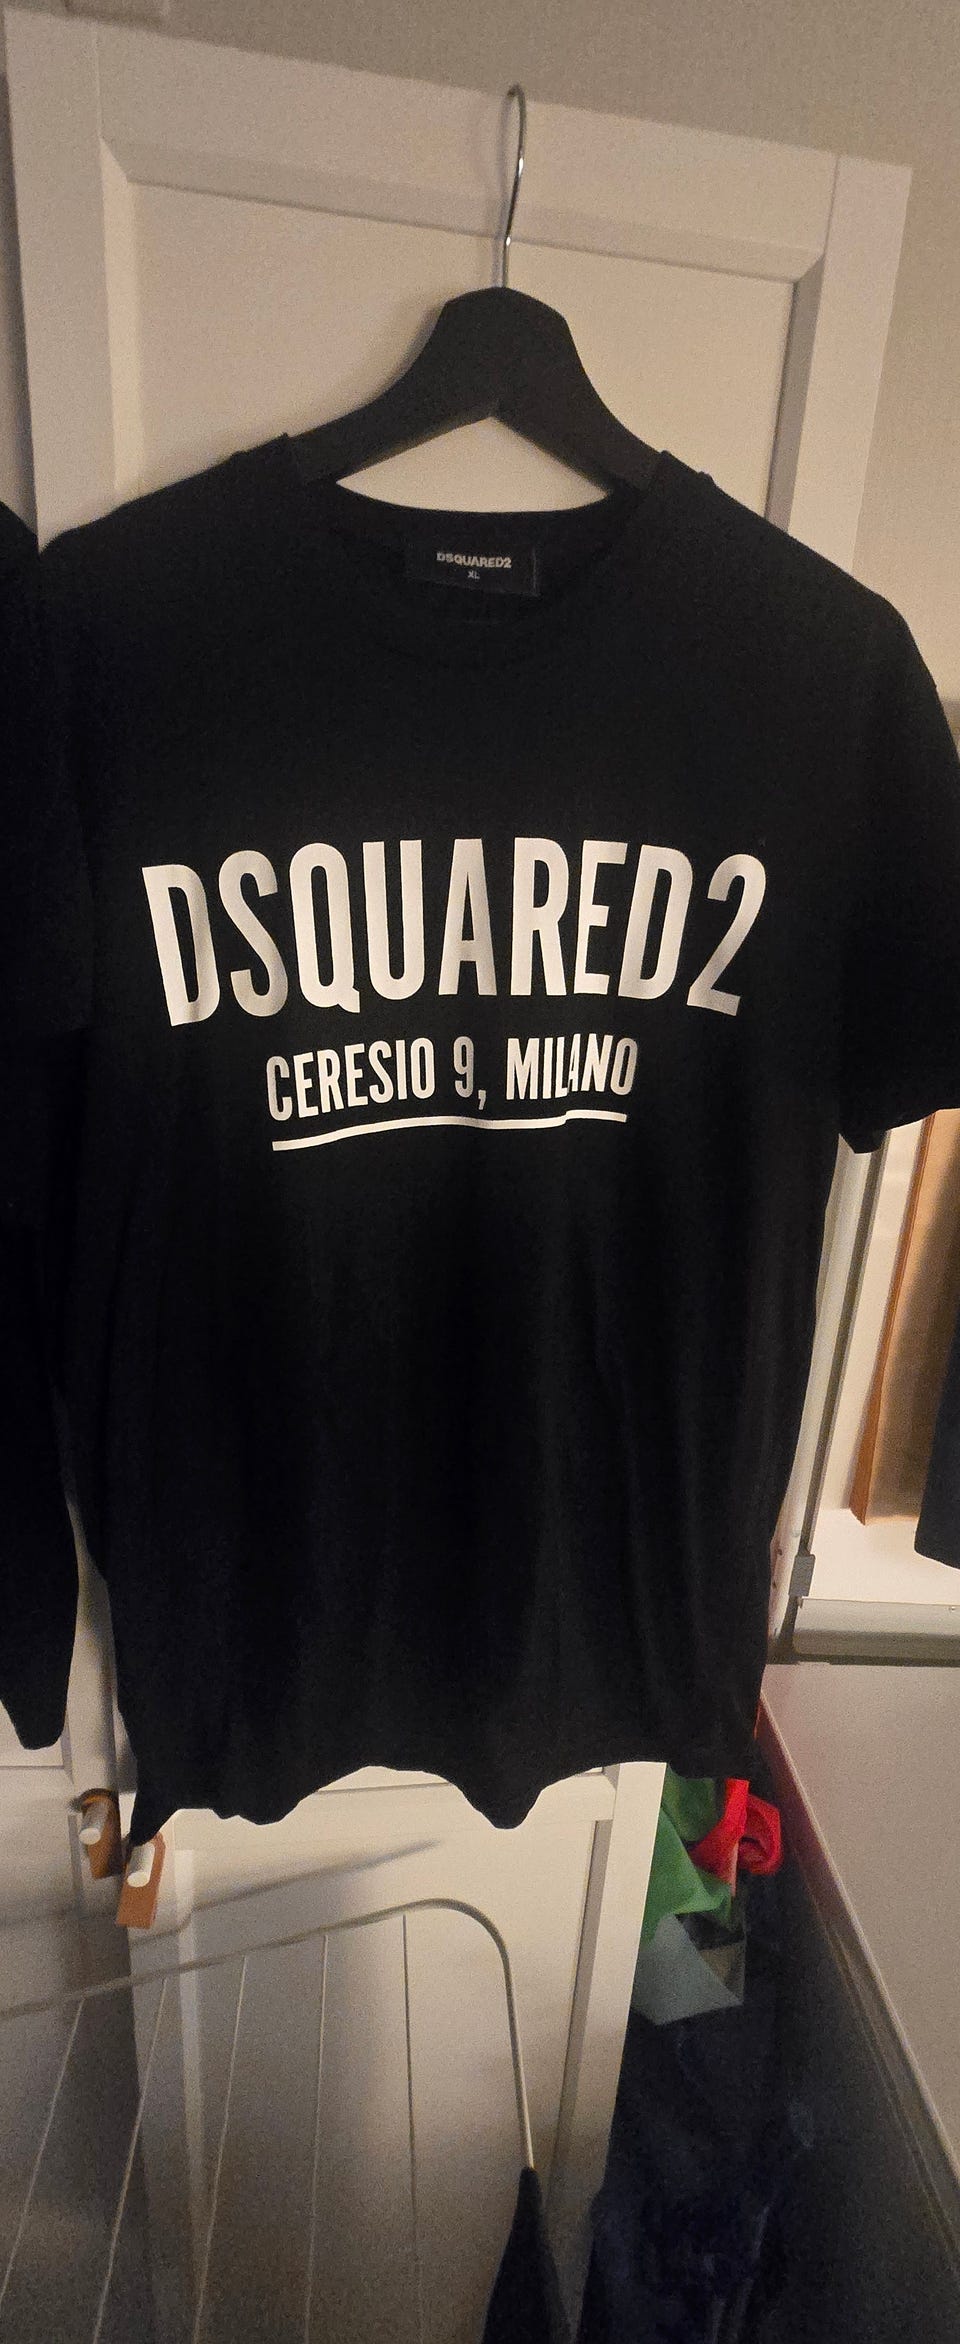 DSQUARED2
XL
DSQUARED2
CERESIO 9, MILANO